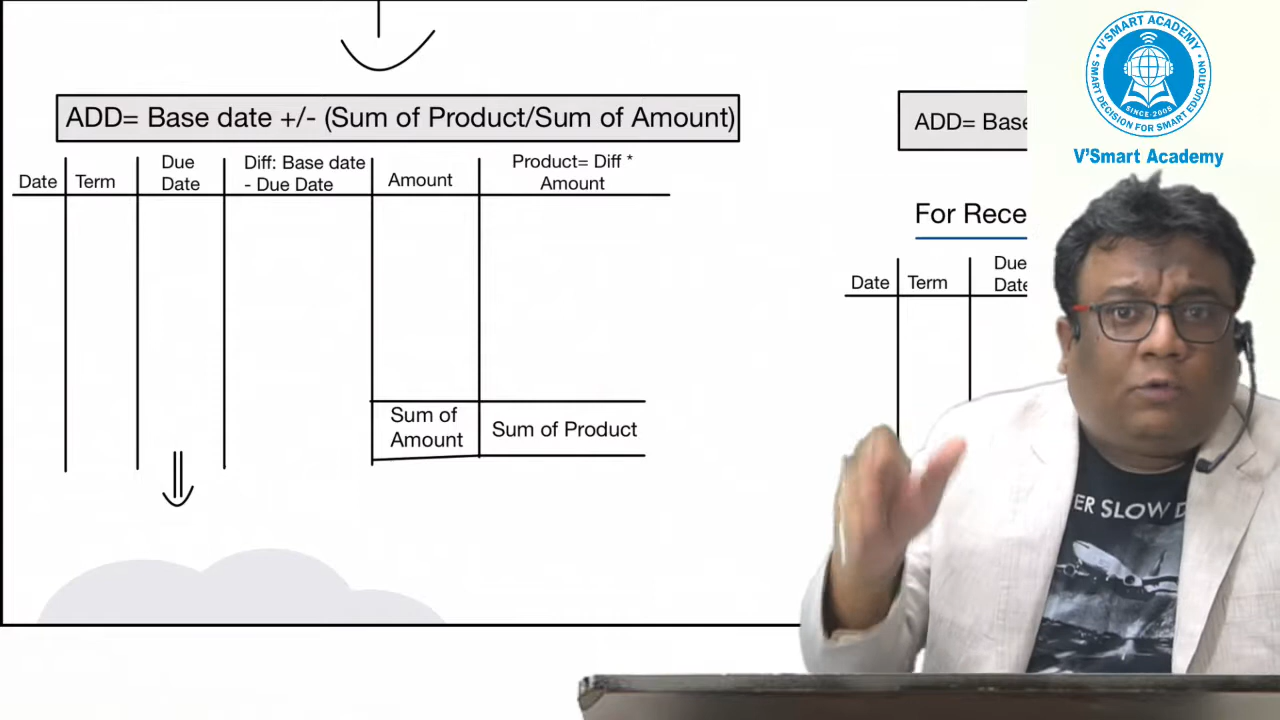 ADD= Base date +/- (Sum of Product/Sum of Amount)
Date
Term
Due
Date
Diff: Base date
- Due Date
Amount
Product= Diff *
Amount
Sum of
Amount
Sum of Product
ADD= Base
For Rece
Date
Term
Due
Date
V'SMART ACADEMY
SMART DECISION FOR SMART EDUCATION
SINCE-2005
V'Smart Academy
ER SLOW D